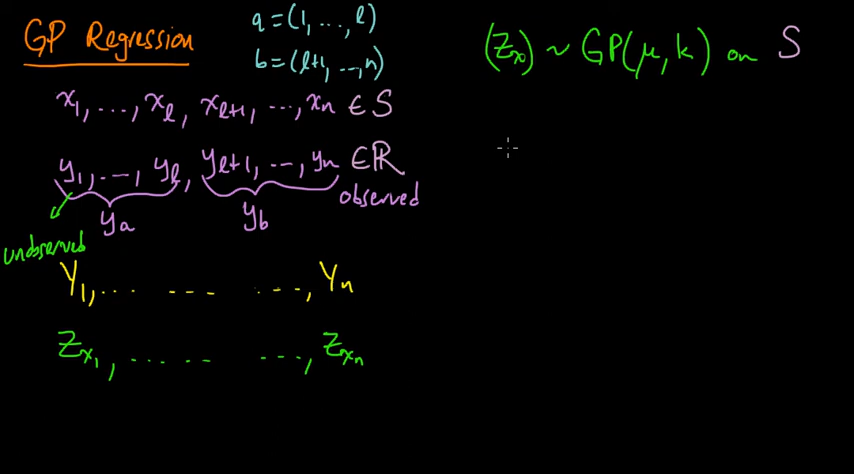 GP Regression
a = (1, ..., l)
b = (l+1, ..., n)
(Z_x) ~ GP(μ, k) on S
x_1, ..., x_l, x_{l+1}, ..., x_n ∈ S
y_1, ..., y_l, y_{l+1}, ..., y_n ∈ ℝ
y_a y_b observed
undobserved
Y_1, ... ... ..., Y_n
Z_{x_1}, ... ... ..., Z_{x_n}